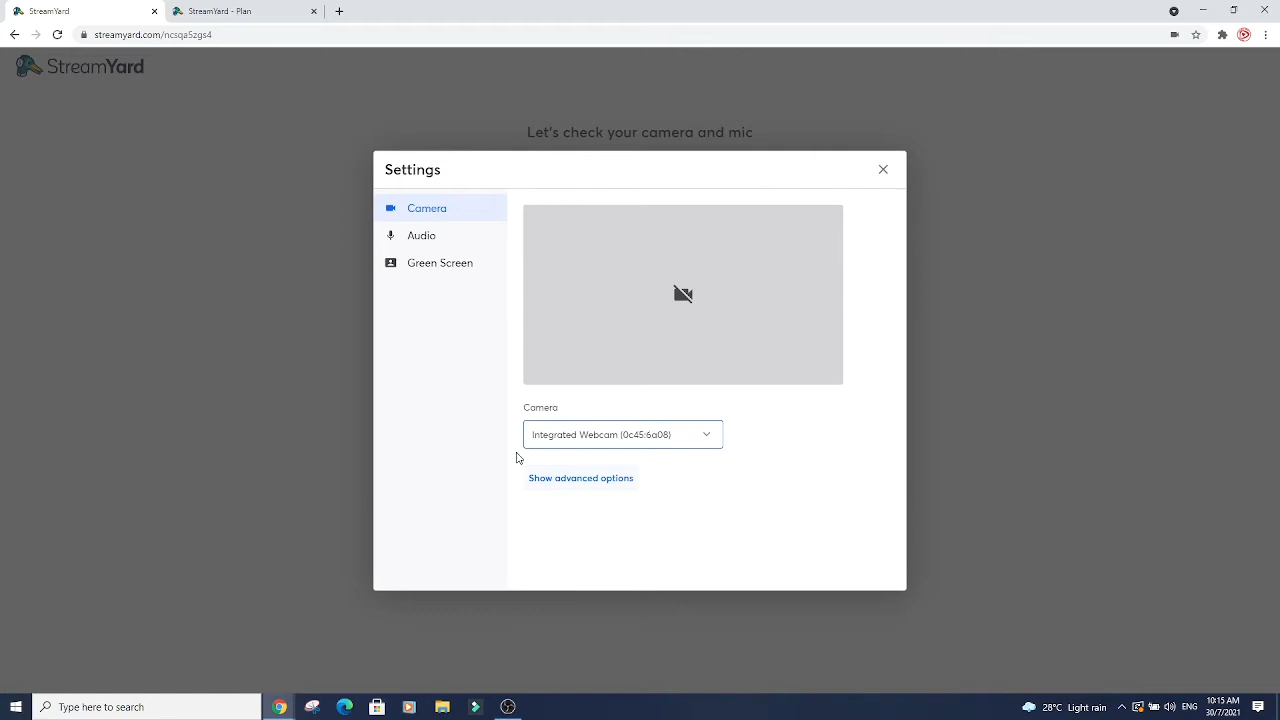 StreamYard
StreamYard - Plan
streamyard.com/ncsqa5zgs4
StreamYard
Let's check your camera and mic
Settings
Camera
Audio
Green Screen
Camera
Integrated Webcam (0c45:6a08)
Show advanced options
Type here to search
28°C Light rain
10:15 AM
30/7/2021